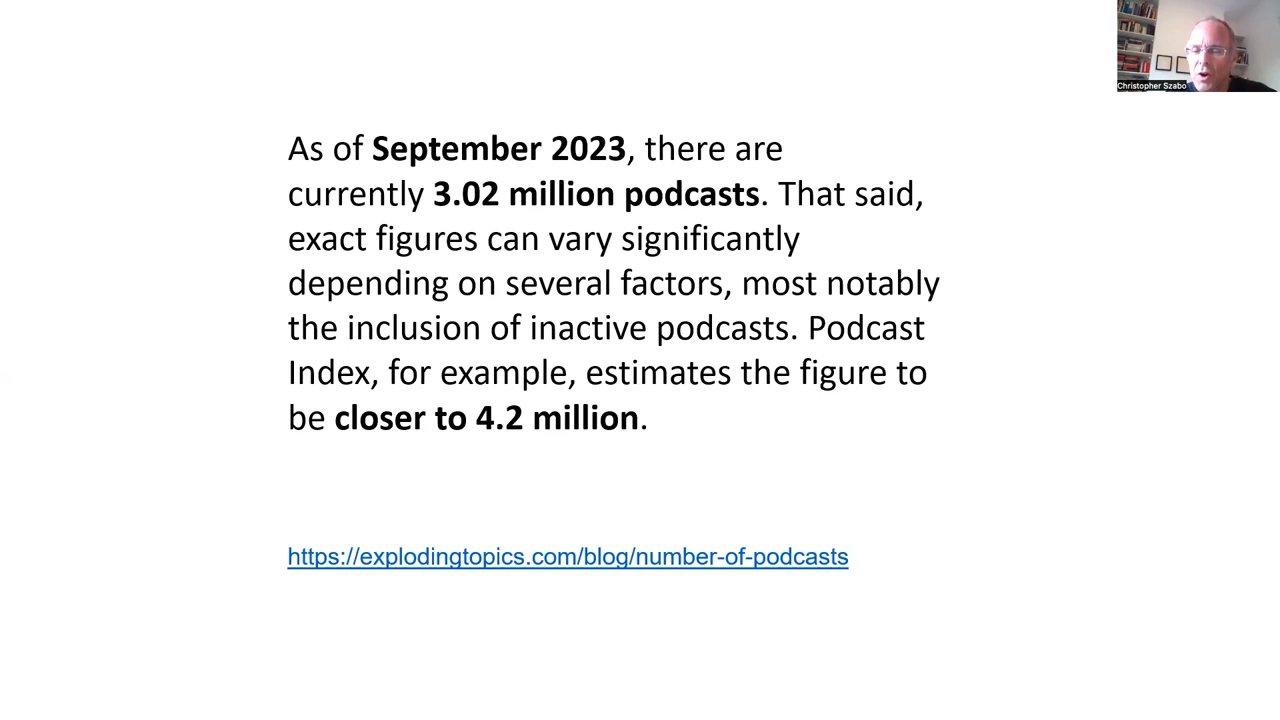 Christopher Szabo
As of September 2023, there are
currently 3.02 million podcasts. That said,
exact figures can vary significantly
depending on several factors, most notably
the inclusion of inactive podcasts. Podcast
Index, for example, estimates the figure to
be closer to 4.2 million.
https://explodingtopics.com/blog/number-of-podcasts